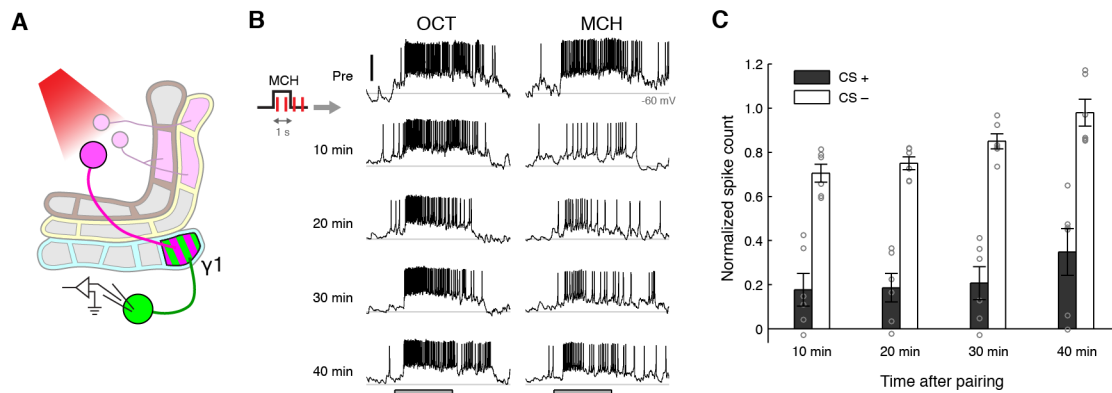 A
γ1
B
OCT
MCH
MCH
1 s
Pre
-60 mV
10 min
20 min
30 min
40 min
C
CS +
CS −
Normalized spike count
1.2
1.0
0.8
0.6
0.4
0.2
0
10 min
20 min
30 min
40 min
Time after pairing